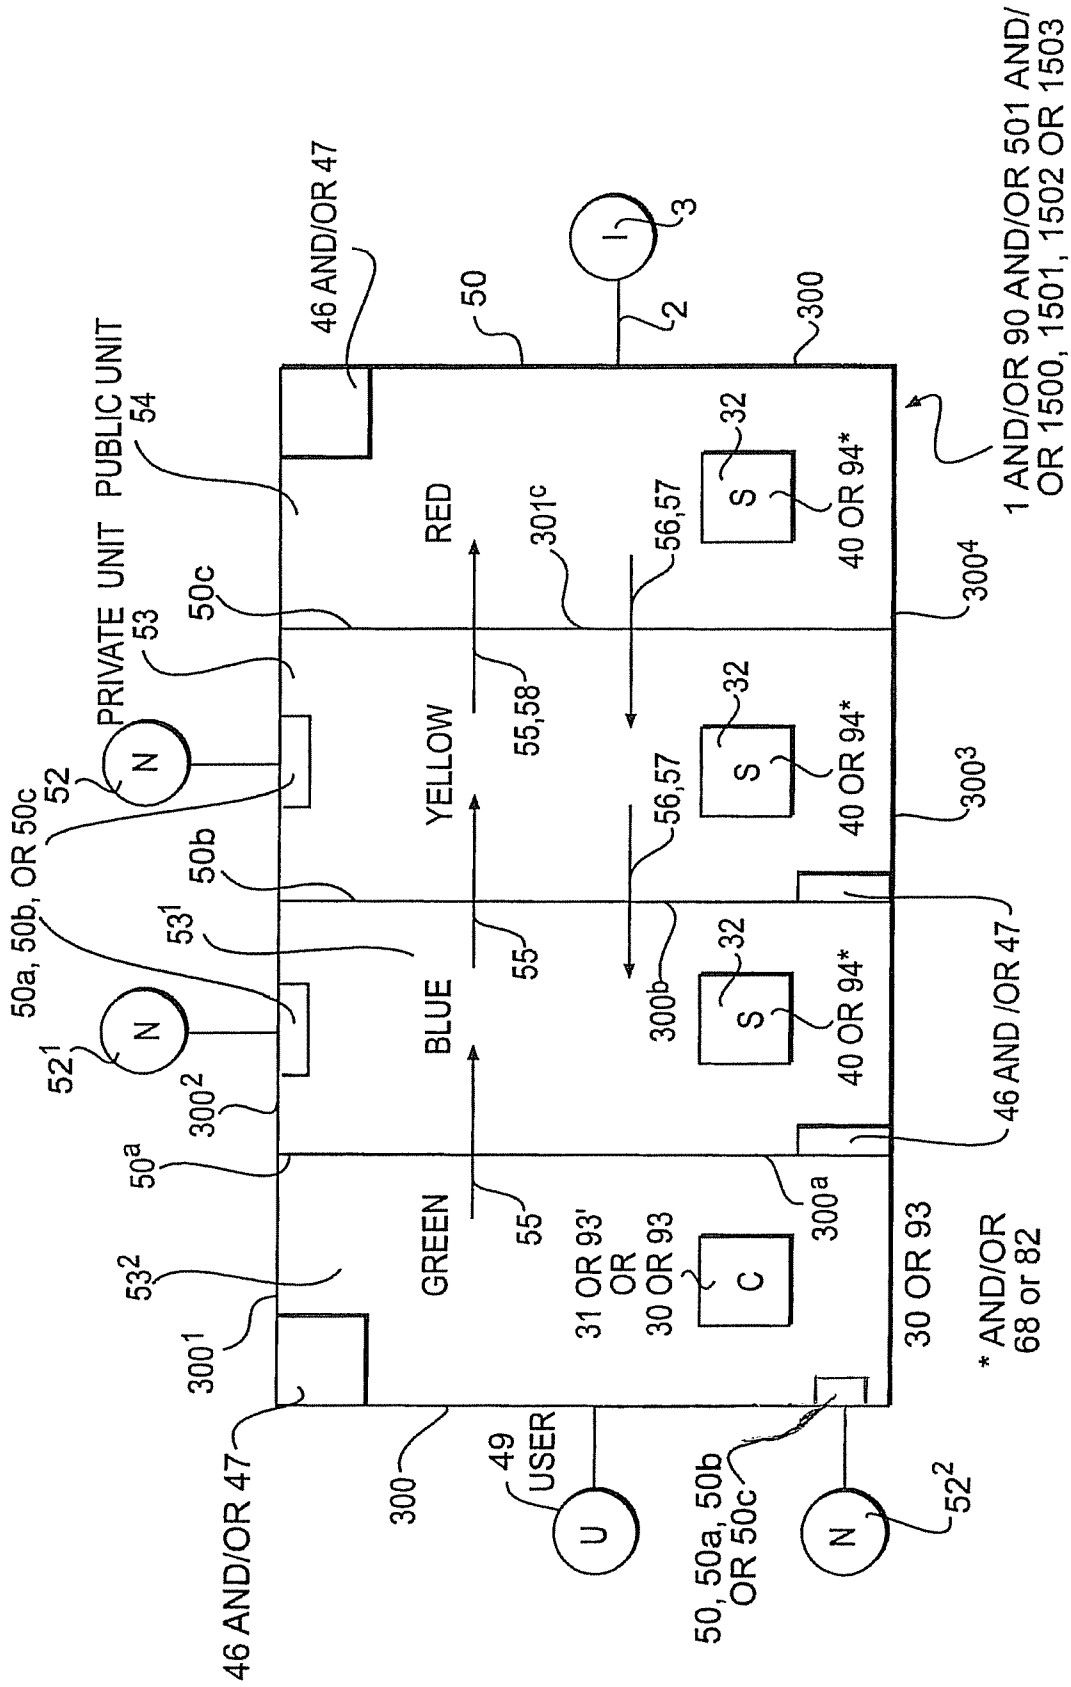 46 AND/OR 47
300¹
53²
50ᵃ
300²
52¹
N
50a, 50b, OR 50c
53¹
50b
52
N
PRIVATE UNIT
53
50c
PUBLIC UNIT
54
46 AND/OR 47
300
49
USER
U
GREEN
55
BLUE
55
YELLOW
55,58
RED
50
301ᶜ
56,57
56,57
2
I
3
300
31 OR 93'
OR
30 OR 93
C
300ᵃ
300ᵇ
S
32
40 OR 94*
S
32
40 OR 94*
S
32
40 OR 94*
50, 50a, 50b
OR 50c
N
52²
30 OR 93
* AND/OR
68 or 82
46 AND /OR 47
300³
300⁴
1 AND/OR 90 AND/OR 501 AND/
OR 1500, 1501, 1502 OR 1503